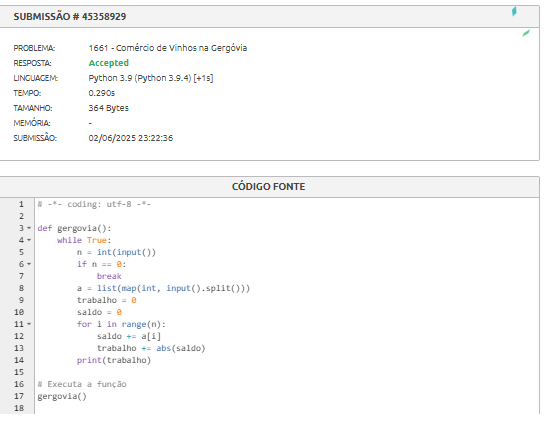 SUBMISSÃO # 45358929
PROBLEMA: 1661 - Comércio de Vinhos na Gergóvia
RESPOSTA: Accepted
LINGUAGEM: Python 3.9 (Python 3.9.4) [+1s]
TEMPO: 0.290s
TAMANHO: 364 Bytes
MEMÓRIA: -
SUBMISSÃO: 02/06/2025 23:22:36
CÓDIGO FONTE
1 # -*- coding: utf-8 -*-
2
3 def gergovia():
4     while True:
5         n = int(input())
6         if n == 0:
7             break
8         a = list(map(int, input().split()))
9         trabalho = 0
10         saldo = 0
11         for i in range(n):
12             saldo += a[i]
13             trabalho += abs(saldo)
14         print(trabalho)
15
16 # Executa a função
17 gergovia()
18